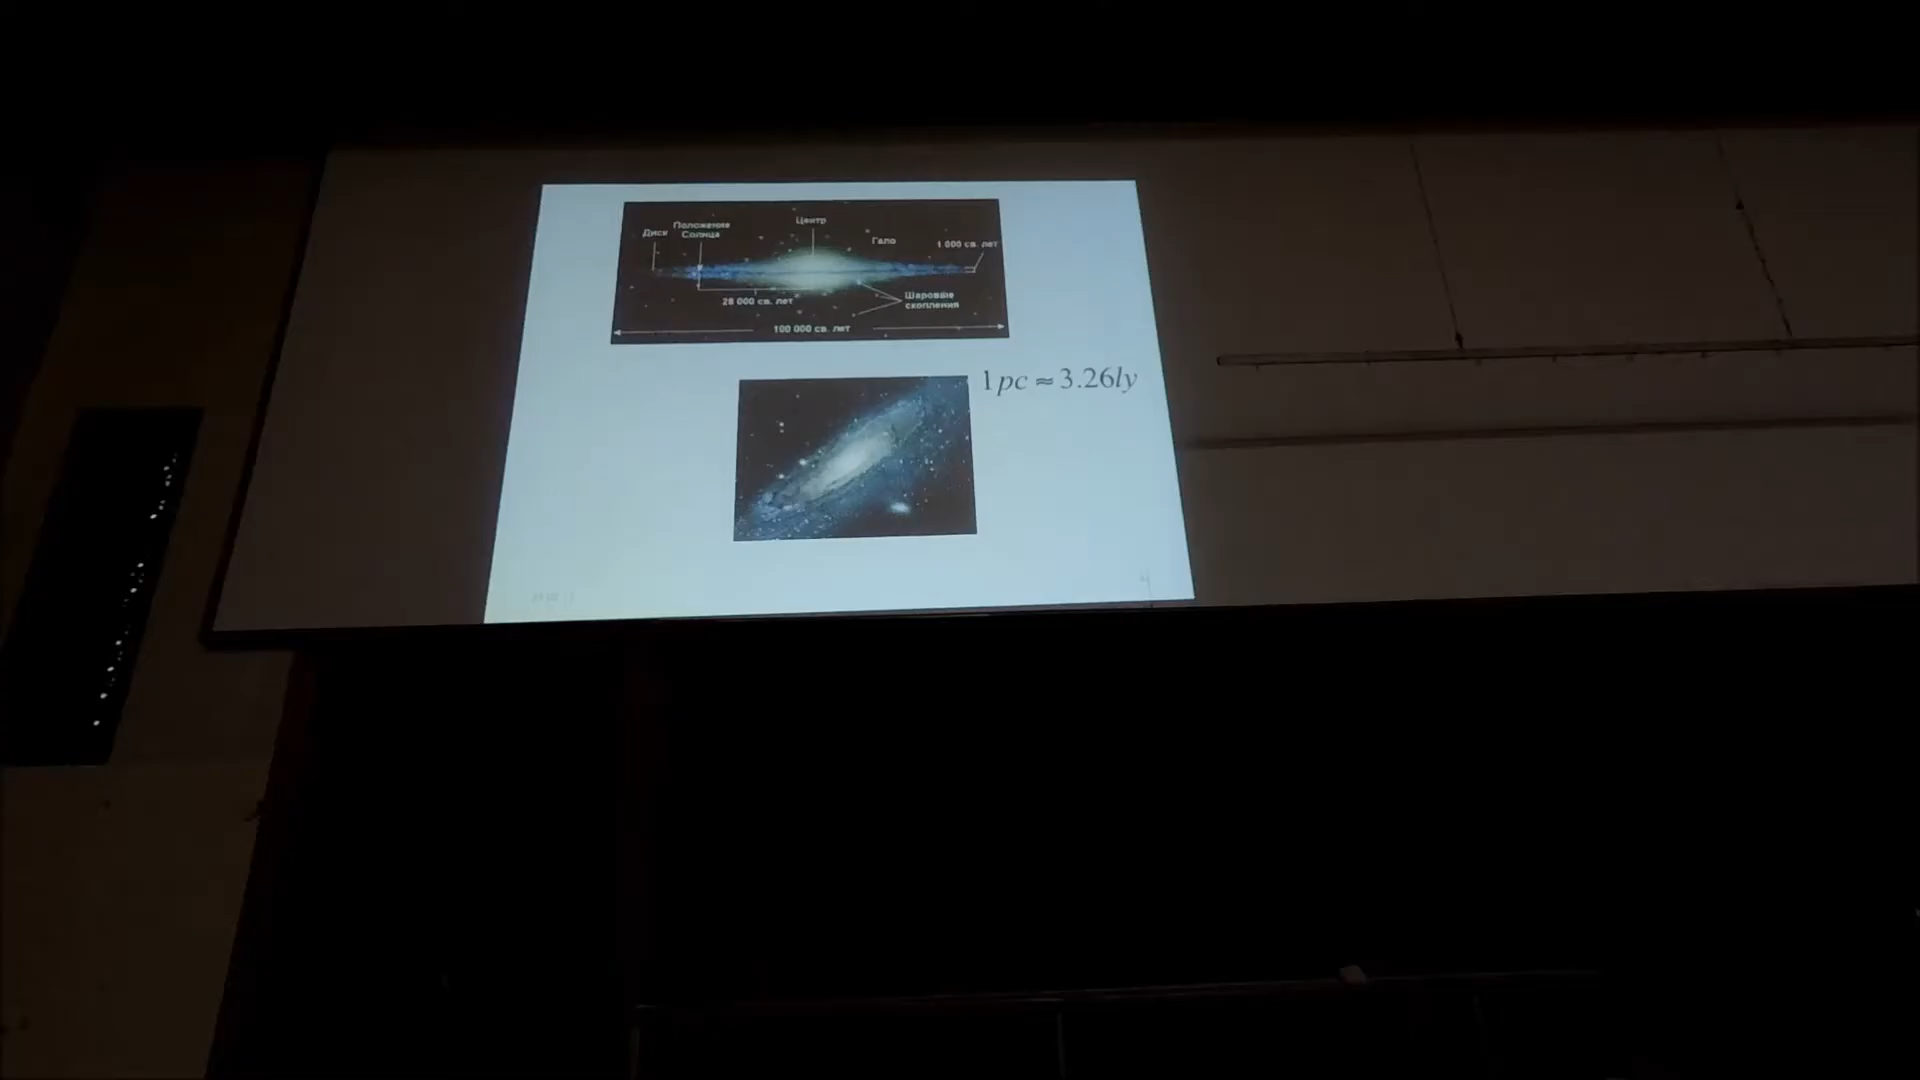 Центр
Положение
Солнца
Диск
Гало
1 000 св. лет
28 000 св. лет
Шаровые
скопления
100 000 св. лет
1pc ≈ 3.26ly